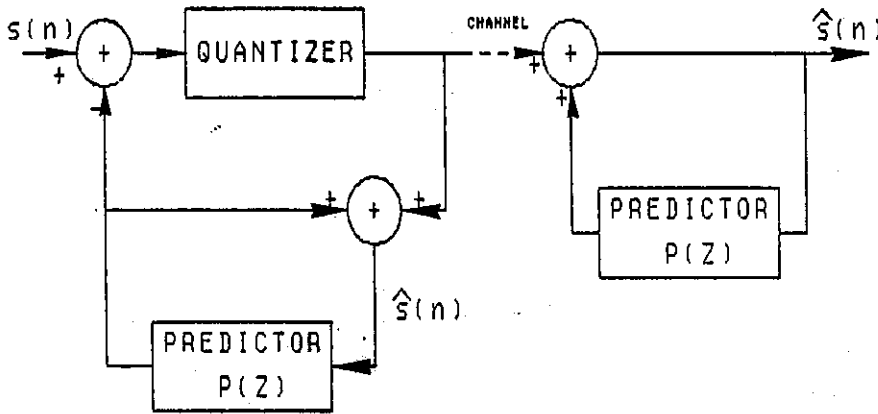 s(n)
+
+
QUANTIZER
CHANNEL
+
+
ŝ(n)
-
+
+
+
+
PREDICTOR
P(Z)
ŝ(n)
PREDICTOR
P(Z)